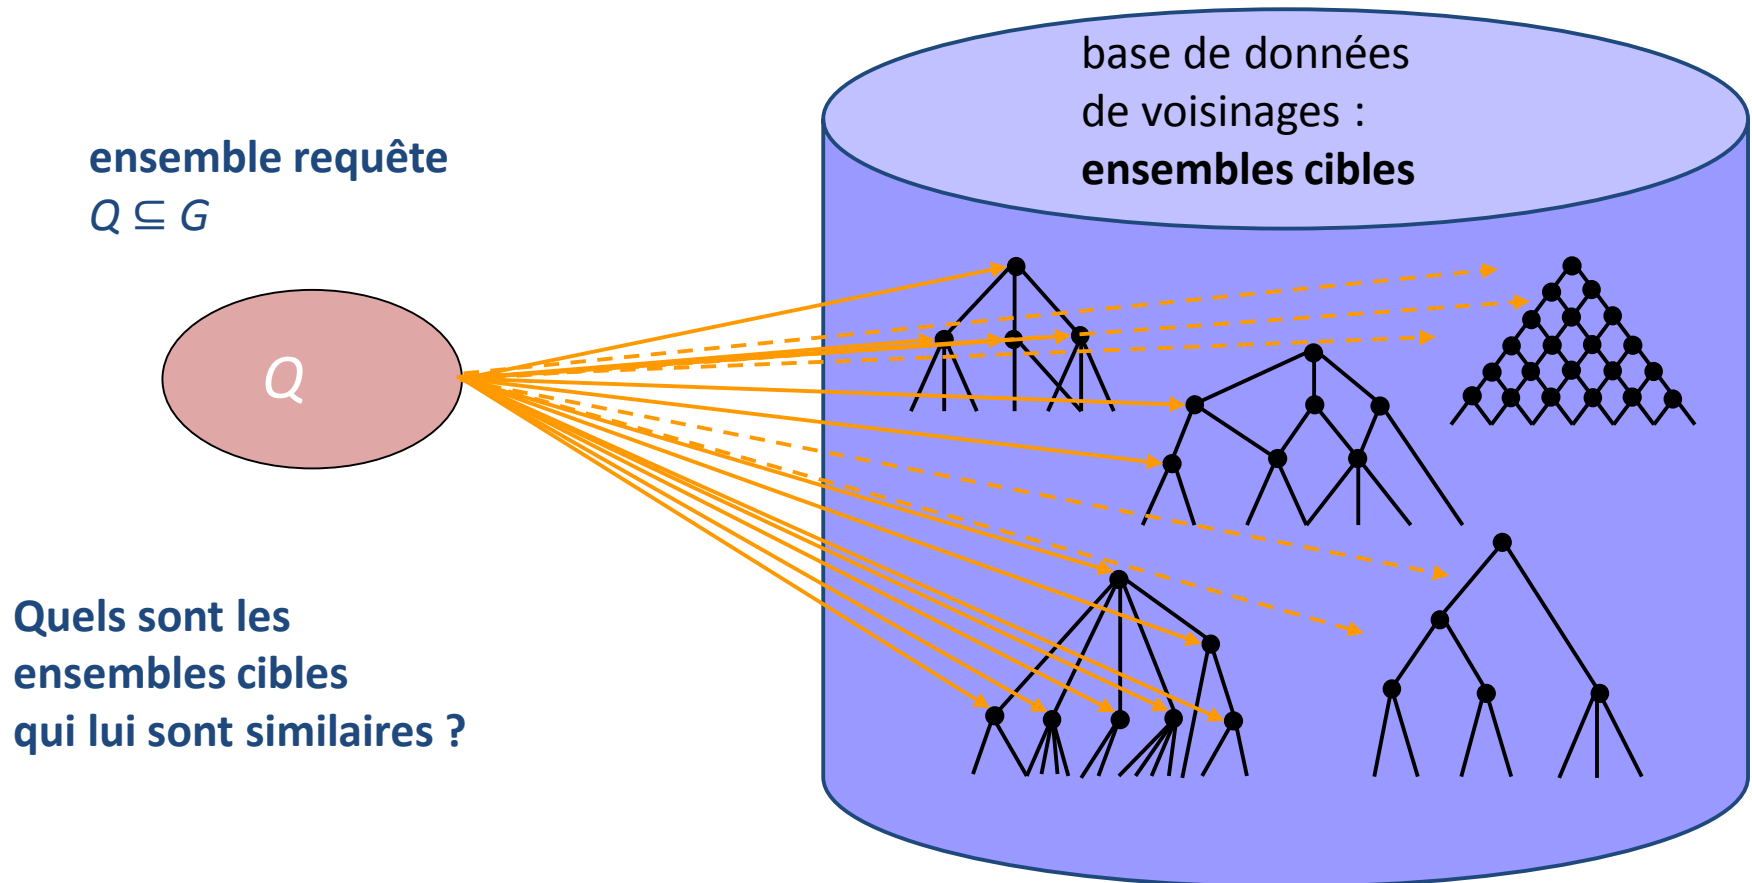 ensemble requête
Q ⊆ G
Q
Quels sont les
ensembles cibles
qui lui sont similaires ?
base de données
de voisinages :
ensembles cibles